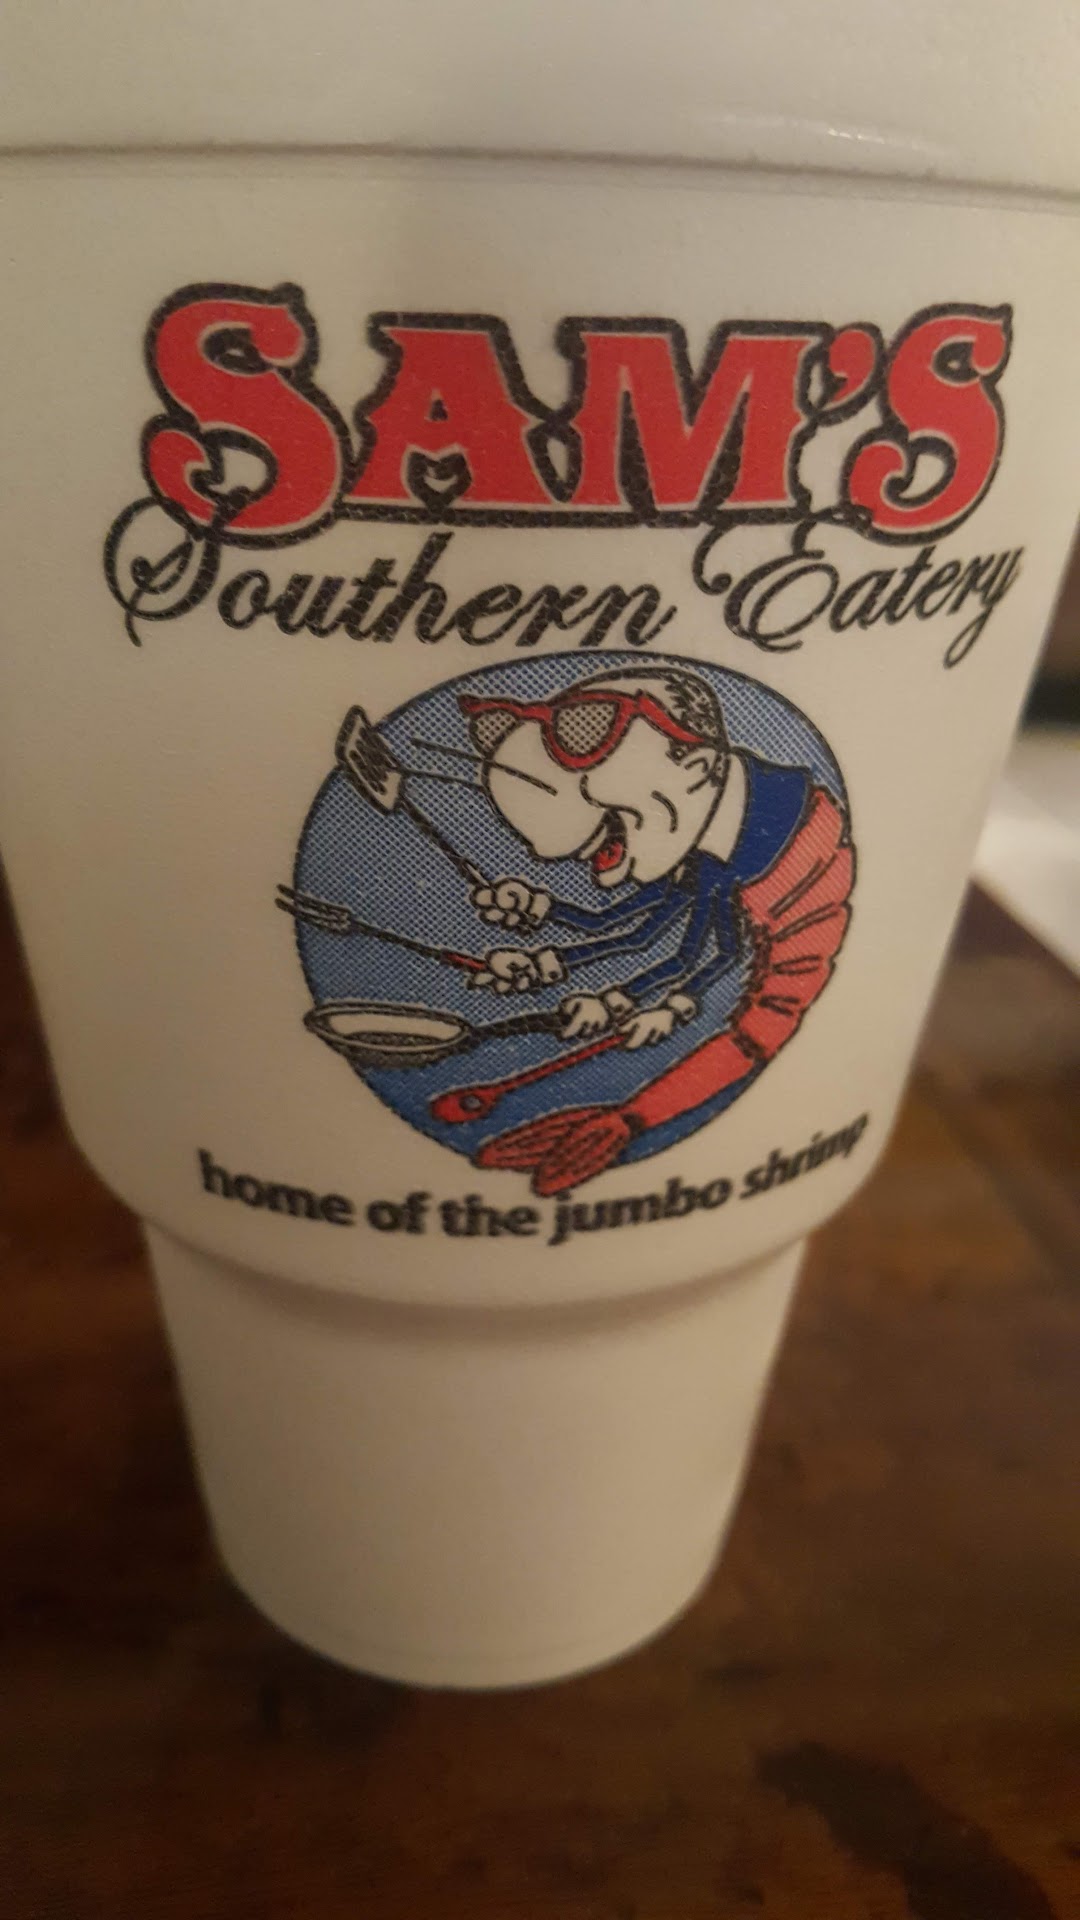 SAM'S
Southern Eatery
home of the jumbo shrimp